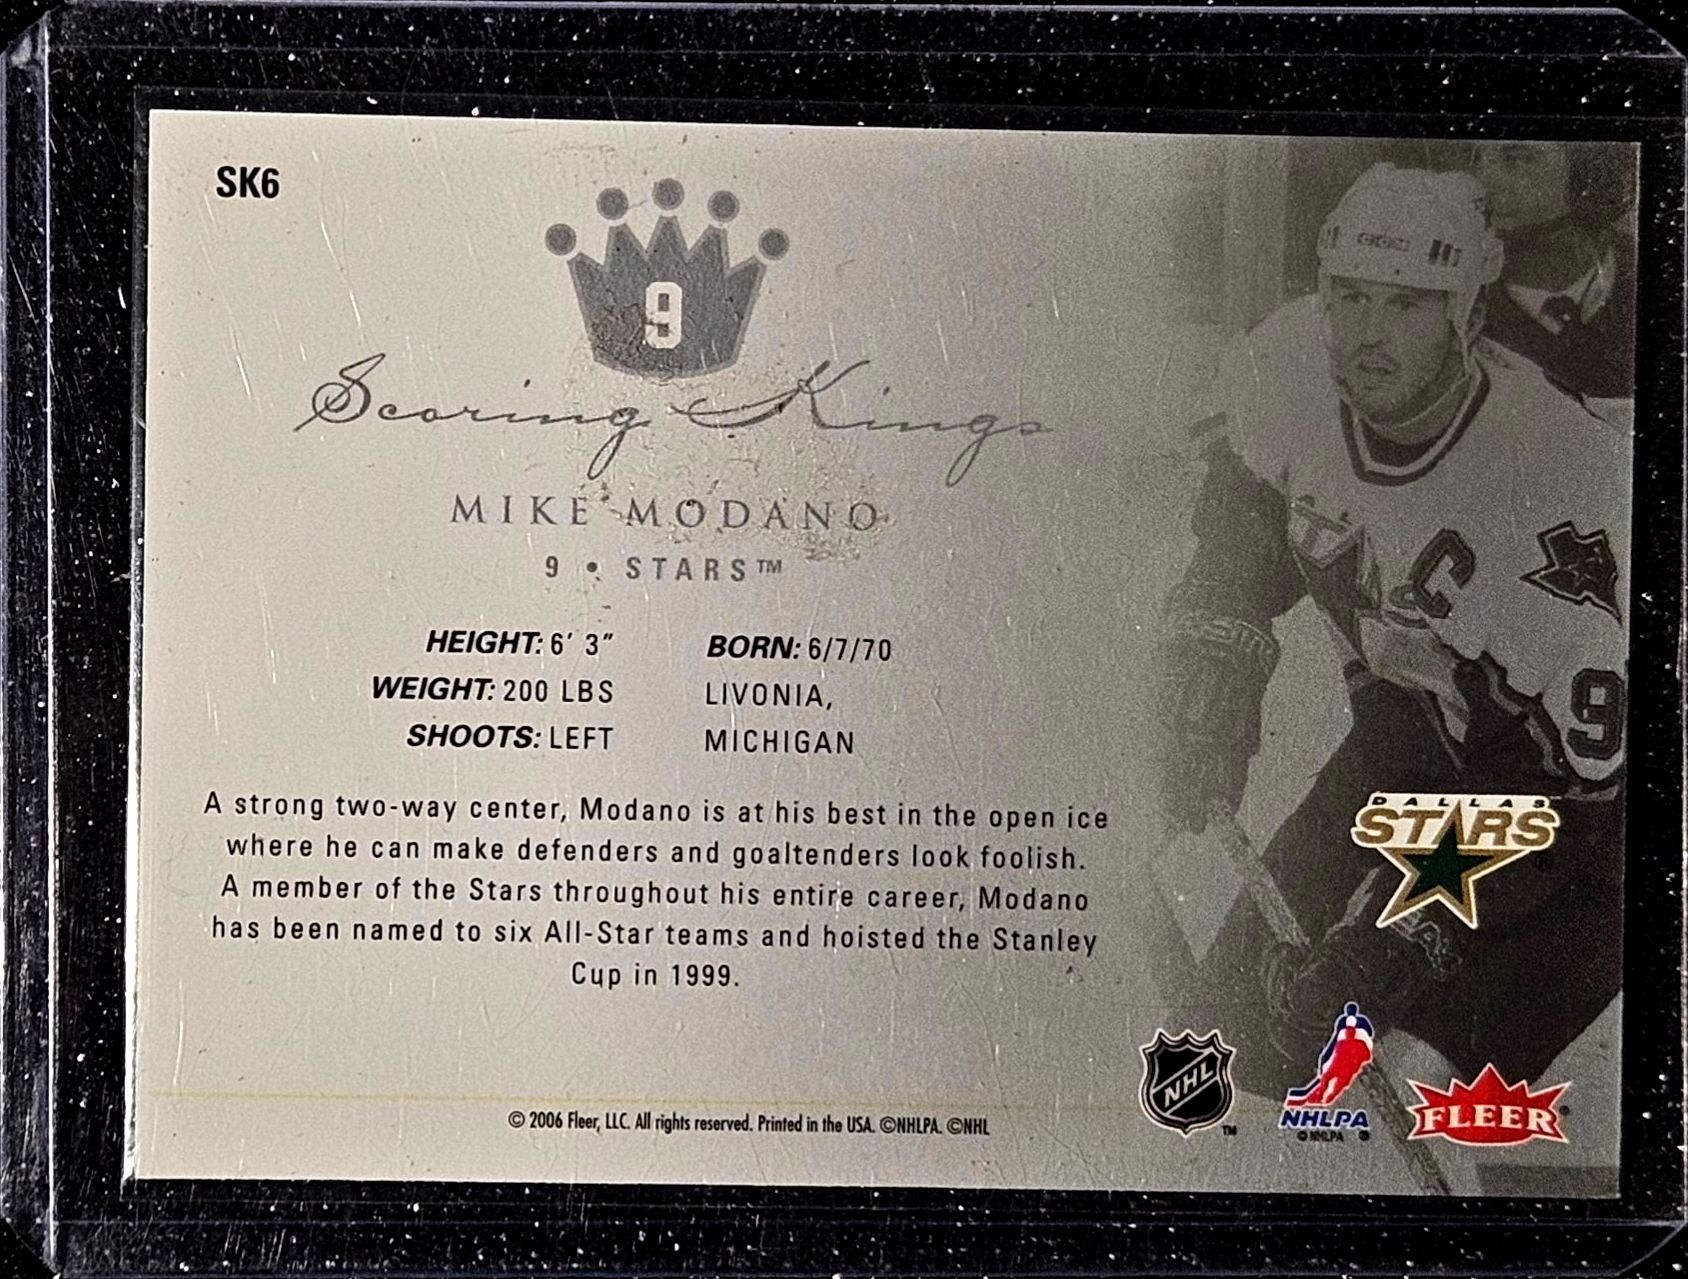 SK6
9
Scoring Kings
MIKE MODANO
9 • STARS™
HEIGHT: 6' 3"
WEIGHT: 200 LBS
SHOOTS: LEFT
BORN: 6/7/70
LIVONIA,
MICHIGAN
A strong two-way center, Modano is at his best in the open ice
where he can make defenders and goaltenders look foolish.
A member of the Stars throughout his entire career, Modano
has been named to six All-Star teams and hoisted the Stanley
Cup in 1999.
CCM
C
9
DALLAS
STARS
NHL
TM
NHLPA
© NHLPA ®
FLEER®
© 2006 Fleer, LLC. All rights reserved. Printed in the USA. ©NHLPA. ©NHL